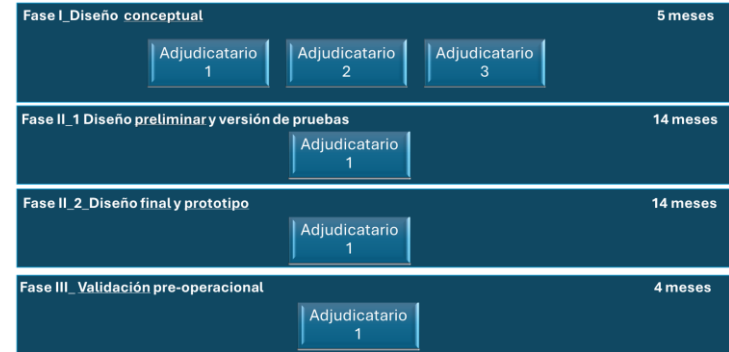 Fase I_Diseño conceptual 5 meses
Adjudicatario Adjudicatario Adjudicatario
1 2 3
Fase II_1 Diseño preliminar y versión de pruebas 14 meses
Adjudicatario
1
Fase II_2_Diseño final y prototipo 14 meses
Adjudicatario
1
Fase III_ Validación pre-operacional 4 meses
Adjudicatario
1